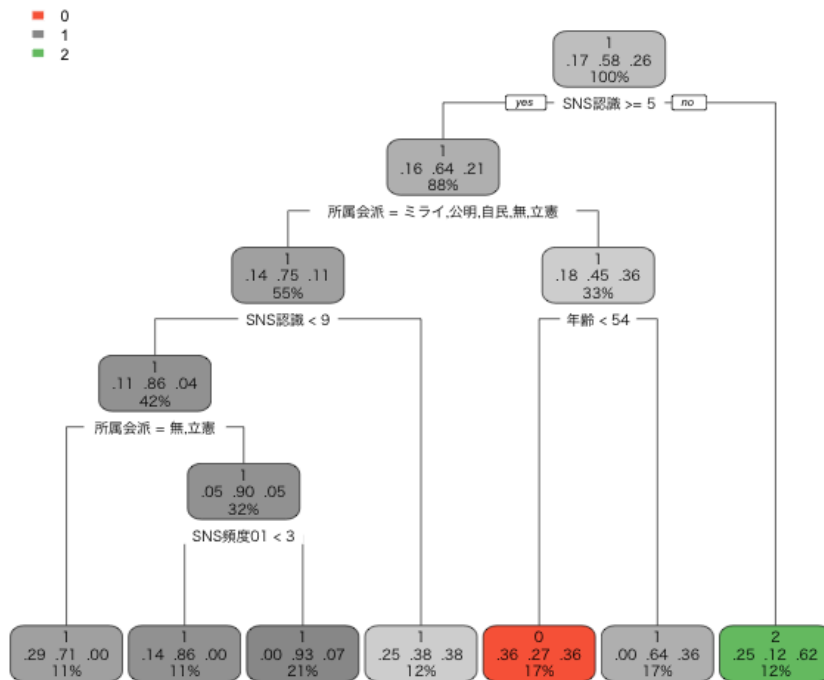 0
1
2
1
.17 .58 .26
100%
yes SNS認識 >= 5 no
1
.16 .64 .21
88%
所属会派 = ミライ,公明,自民,無,立憲
1
.14 .75 .11
55%
1
.18 .45 .36
33%
SNS認識 < 9
年齢 < 54
1
.11 .86 .04
42%
所属会派 = 無,立憲
1
.05 .90 .05
32%
SNS頻度01 < 3
1
.29 .71 .00
11%
1
.14 .86 .00
11%
1
.00 .93 .07
21%
1
.25 .38 .38
12%
0
.36 .27 .36
17%
1
.00 .64 .36
17%
2
.25 .12 .62
12%